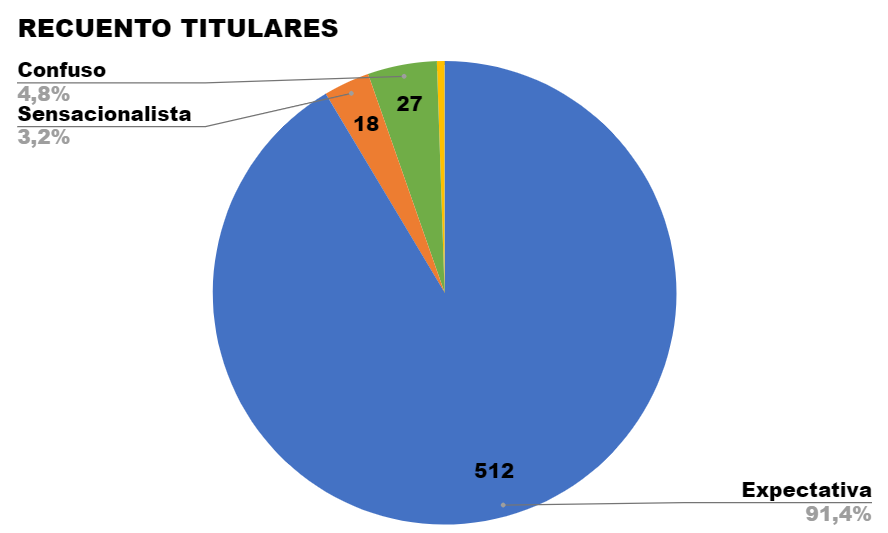 RECUENTO TITULARES
Confuso
4,8%
Sensacionalista
3,2%
18
27
512
Expectativa
91,4%